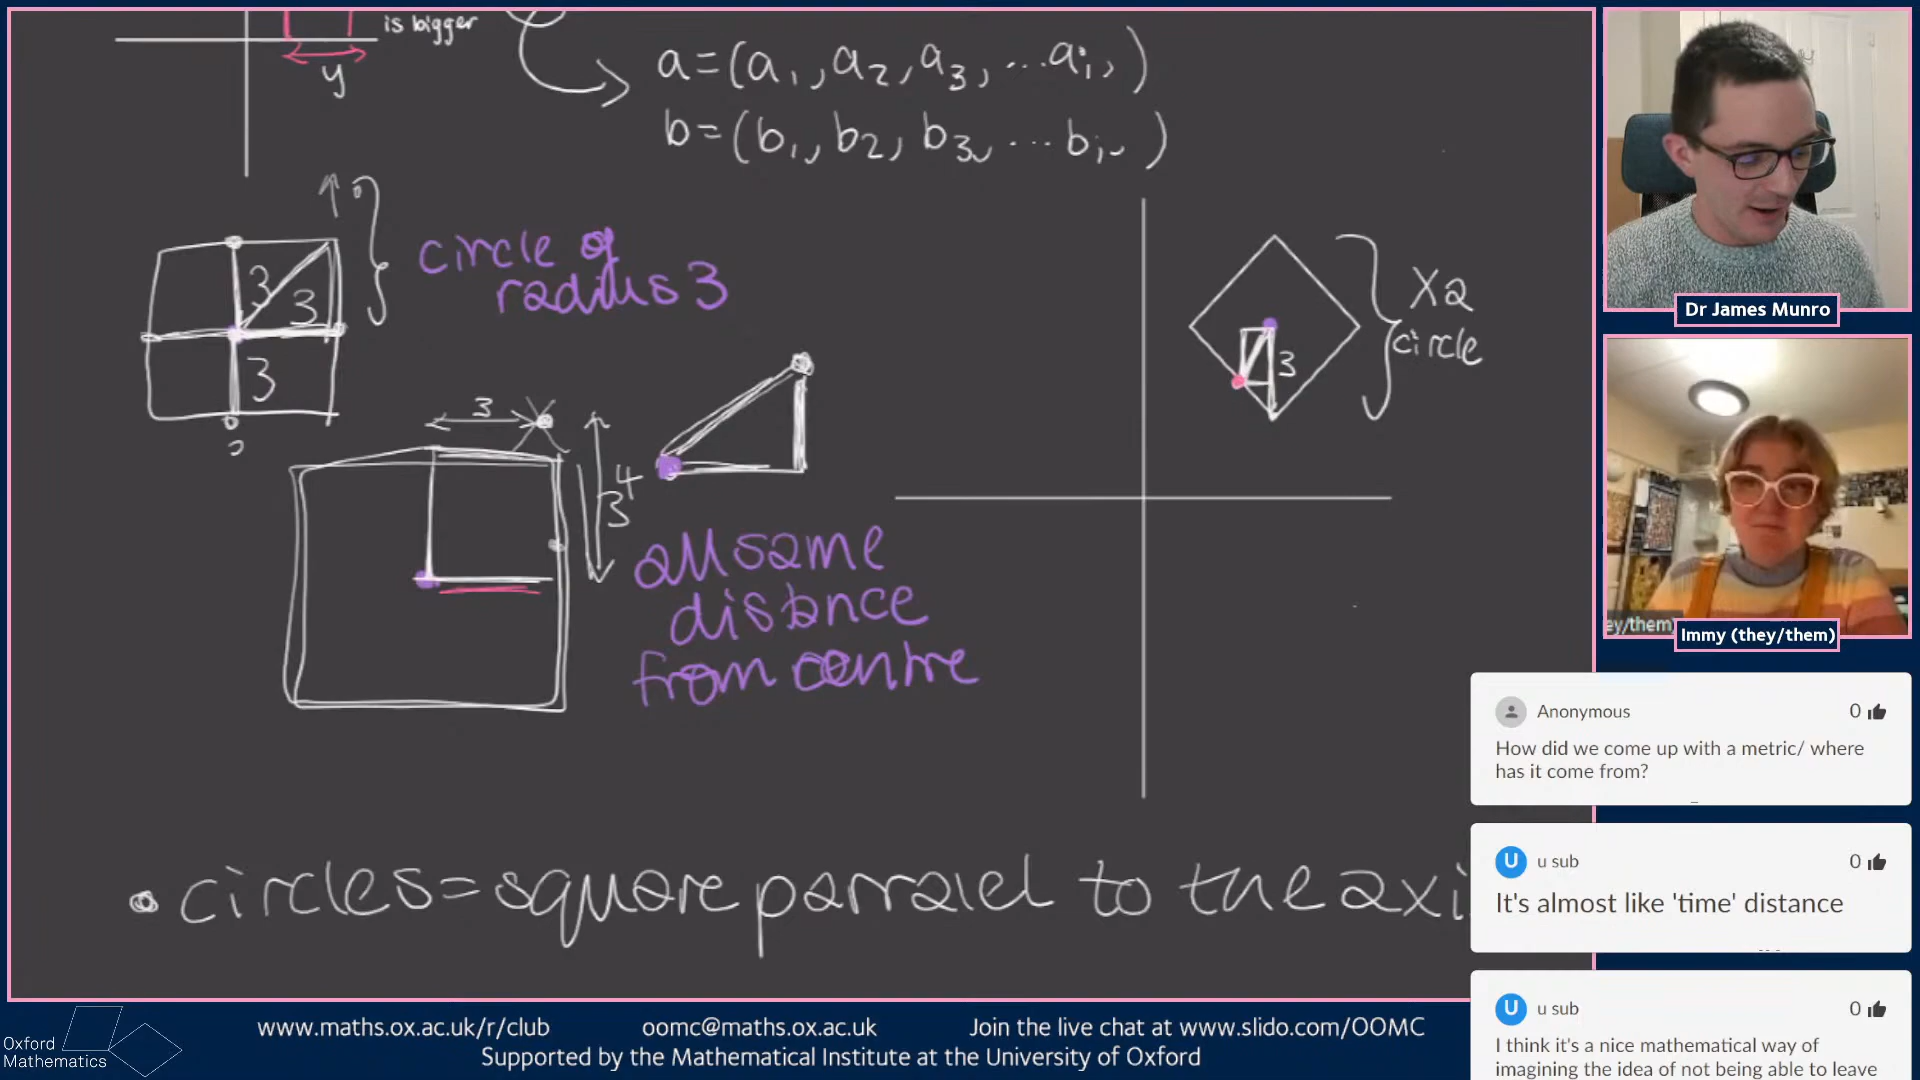 is bigger
y
a=(a₁,a₂,a₃,...aᵢ,)
b=(b₁,b₂,b₃,...bᵢ,)
3
3
3
circle of
radius 3
X2
circle
3
3
4
3
all same
distance
from centre
• circles=square parralel to the axi
Dr James Munro
ey/them)
Immy (they/them)
Anonymous
0
How did we come up with a metric/ where
has it come from?
U
u sub
0
It's almost like 'time' distance
U
u sub
0
I think it's a nice mathematical way of
imagining the idea of not being able to leave
Oxford
Mathematics
www.maths.ox.ac.uk/r/club oomc@maths.ox.ac.uk Join the live chat at www.slido.com/OOMC
Supported by the Mathematical Institute at the University of Oxford